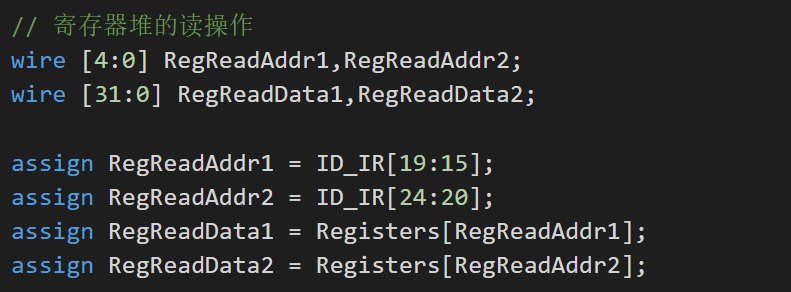 // 寄存器堆的读操作
wire [4:0] RegReadAddr1,RegReadAddr2;
wire [31:0] RegReadData1,RegReadData2;
assign RegReadAddr1 = ID_IR[19:15];
assign RegReadAddr2 = ID_IR[24:20];
assign RegReadData1 = Registers[RegReadAddr1];
assign RegReadData2 = Registers[RegReadAddr2];